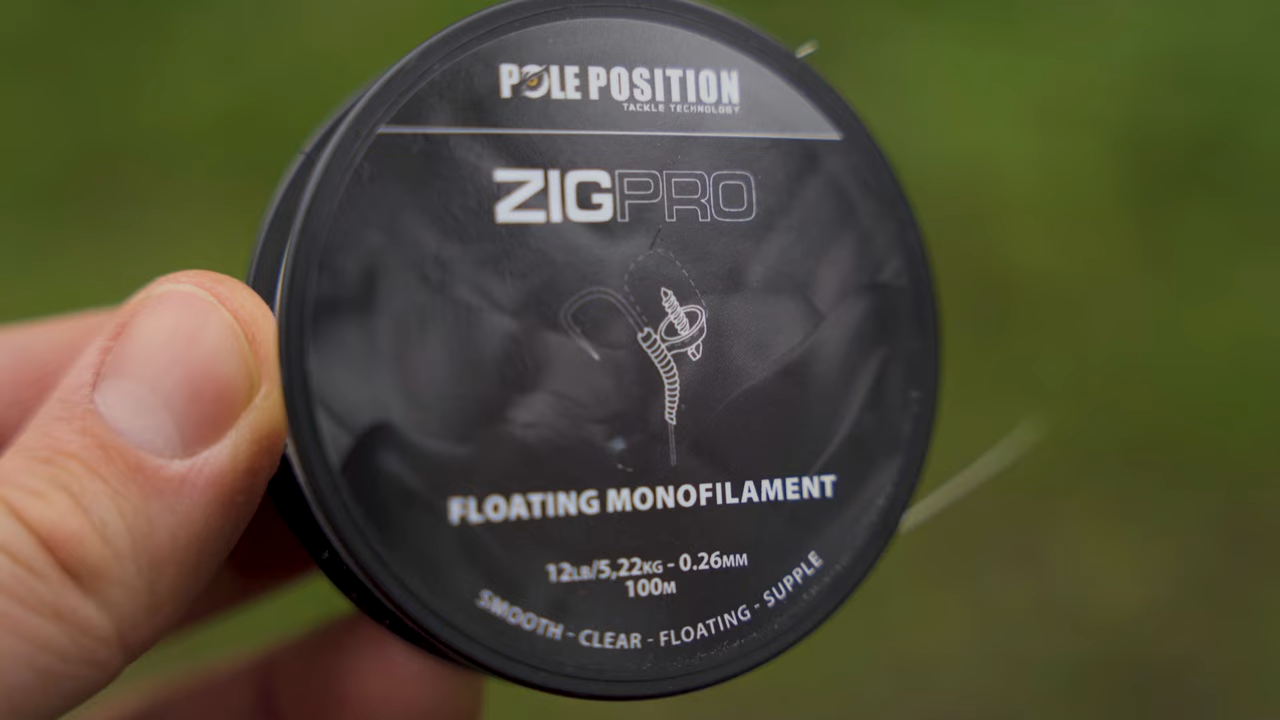 POLE POSITION
TACKLE TECHNOLOGY
ZIGPRO
FLOATING MONOFILAMENT
12LB/5,22KG - 0.26MM
100M
SMOOTH - CLEAR - FLOATING - SUPPLE